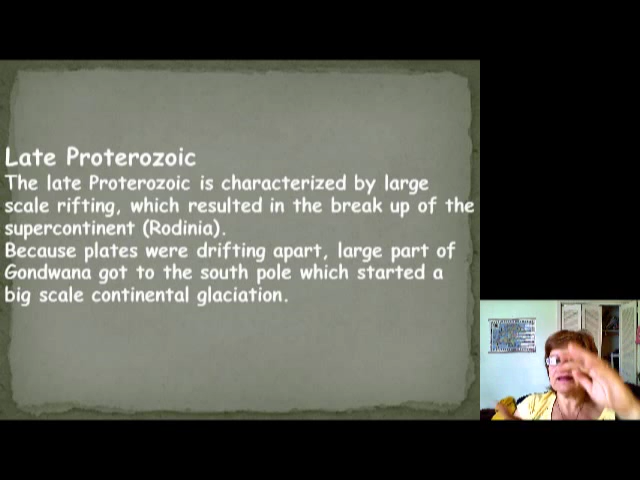 Late Proterozoic
The late Proterozoic is characterized by large
scale rifting, which resulted in the break up of the
supercontinent (Rodinia).
Because plates were drifting apart, large part of
Gondwana got to the south pole which started a
big scale continental glaciation.